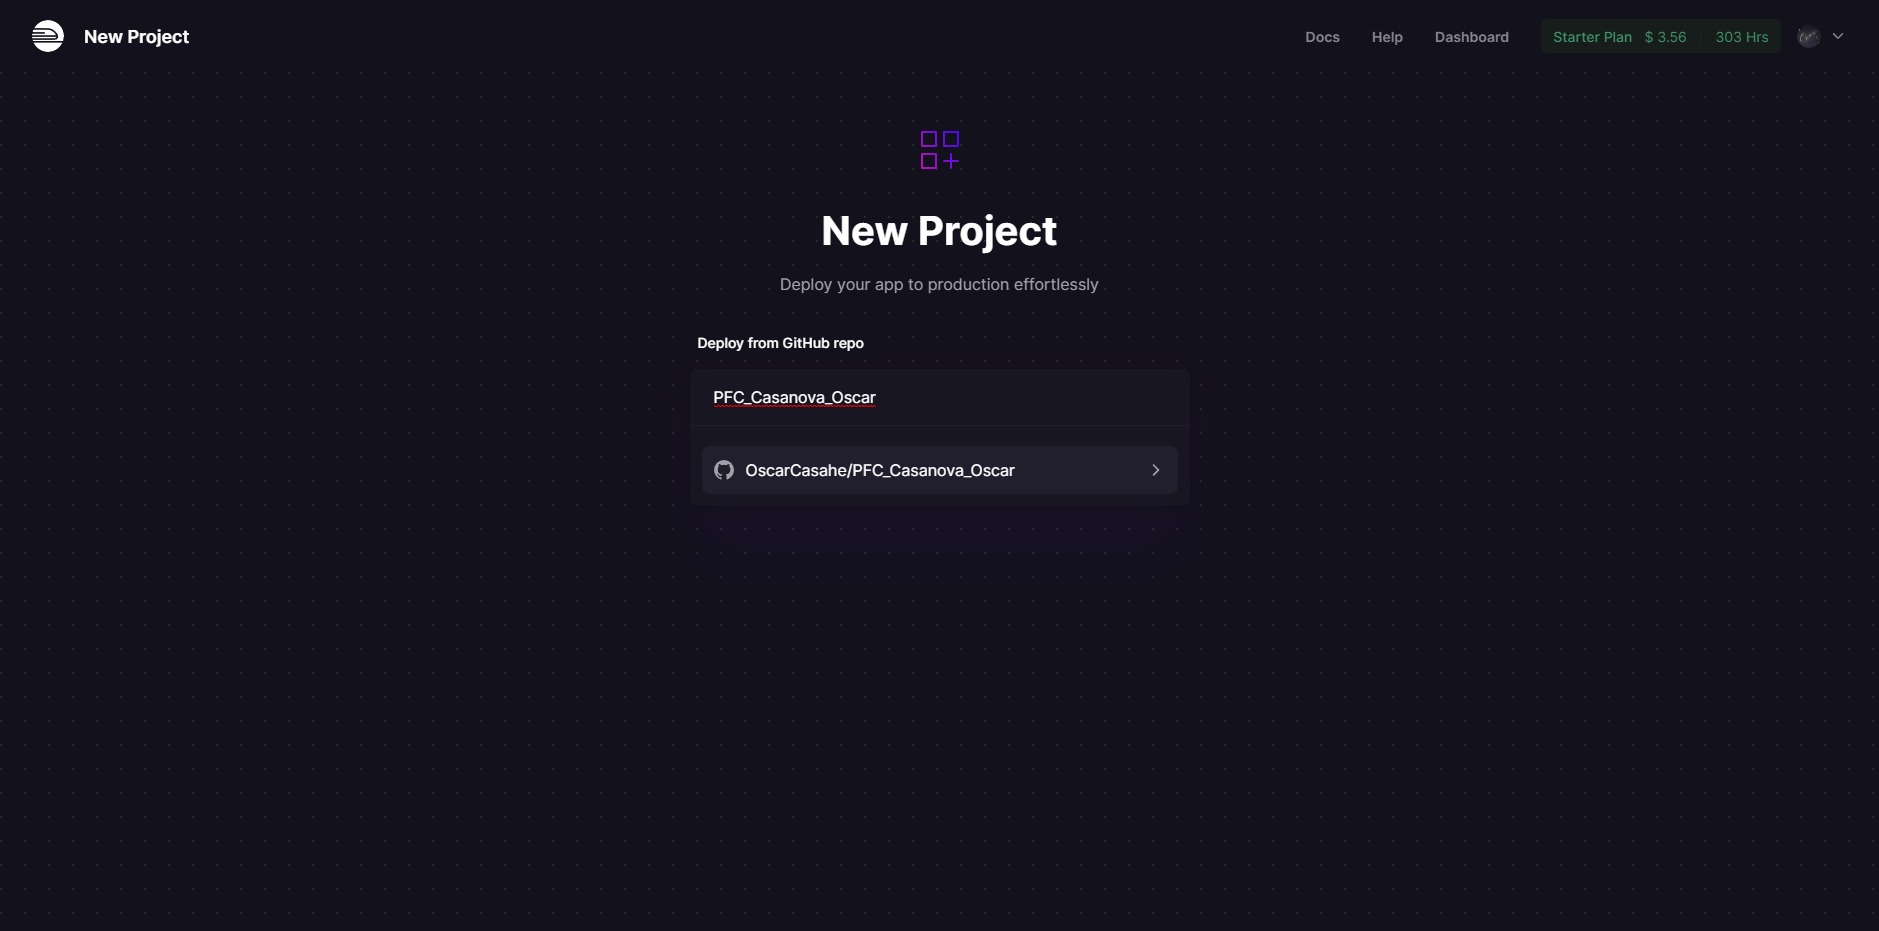 New Project
Docs Help Dashboard Starter Plan $ 3.56 303 Hrs
New Project
Deploy your app to production effortlessly
Deploy from GitHub repo
PFC_Casanova_Oscar
OscarCasahe/PFC_Casanova_Oscar